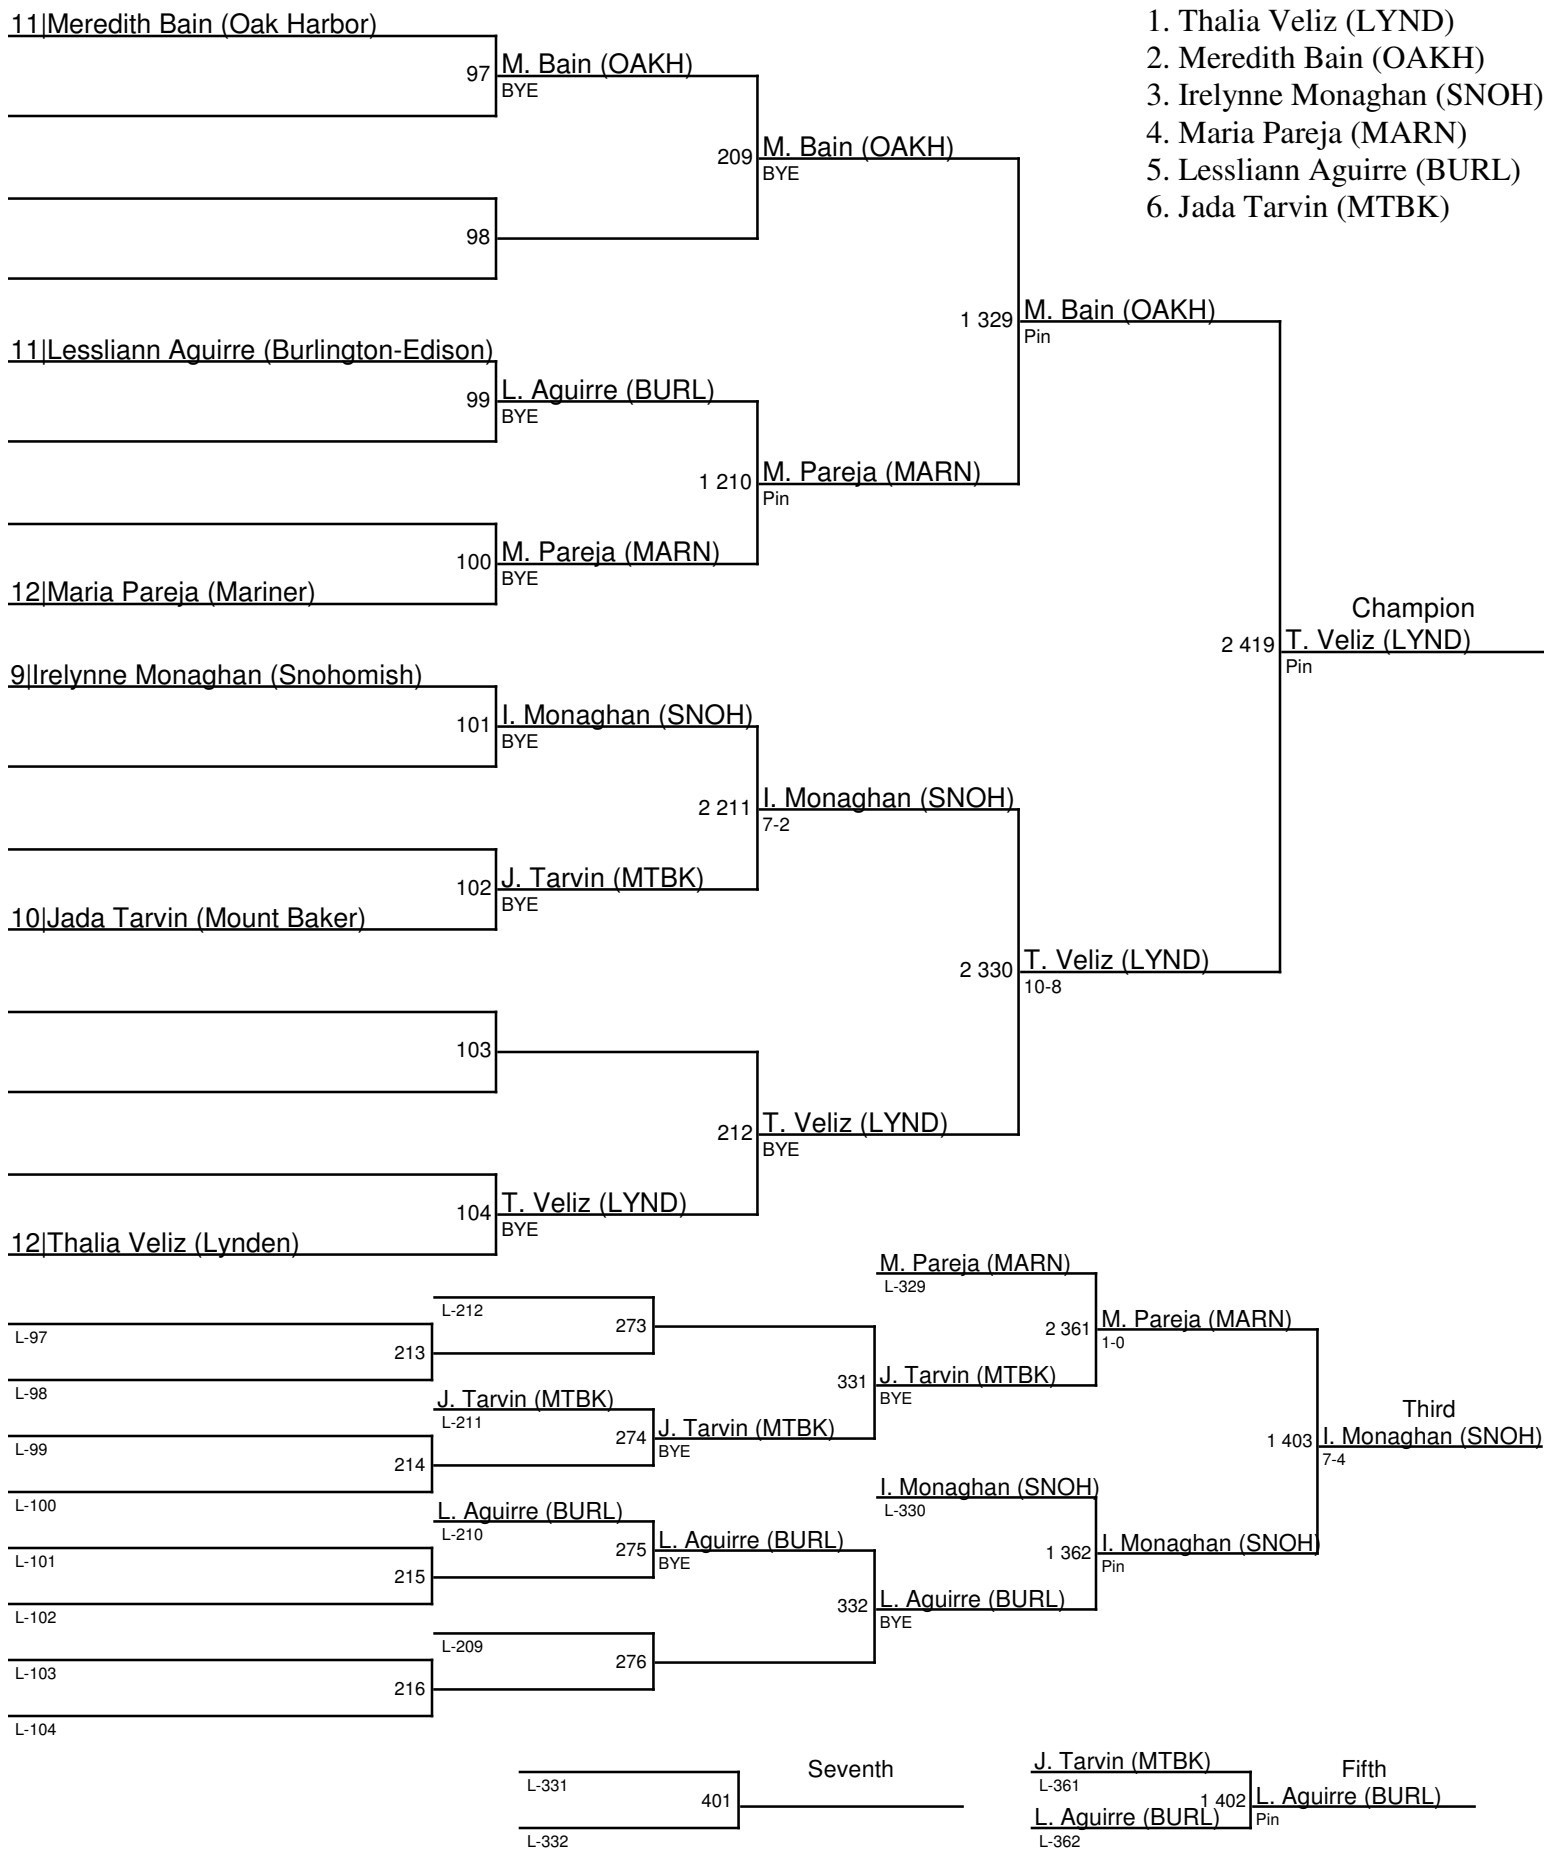 1. Thalia Veliz (LYND)
2. Meredith Bain (OAKH)
3. Irelynne Monaghan (SNOH)
4. Maria Pareja (MARN)
5. Lessliann Aguirre (BURL)
6. Jada Tarvin (MTBK)
11|Meredith Bain (Oak Harbor)
97
98
11|Lessliann Aguirre (Burlington-Edison)
99
100
12|Maria Pareja (Mariner)
9|Irelynne Monaghan (Snohomish)
101
102
10|Jada Tarvin (Mount Baker)
103
104
12|Thalia Veliz (Lynden)
M. Bain (OAKH)
BYE
209
L. Aguirre (BURL)
BYE
1 210
M. Pareja (MARN)
BYE
I. Monaghan (SNOH)
BYE
2 211
J. Tarvin (MTBK)
BYE
212
T. Veliz (LYND)
BYE
M. Bain (OAKH)
BYE
1 329
M. Pareja (MARN)
Pin
I. Monaghan (SNOH)
7-2
2 330
T. Veliz (LYND)
BYE
M. Bain (OAKH)
Pin
2 419
T. Veliz (LYND)
10-8
Champion
T. Veliz (LYND)
Pin
L-97
213
L-98
L-99
214
L-100
L-101
215
L-102
L-103
216
L-104
L-212
273
J. Tarvin (MTBK)
L-211
274
L. Aguirre (BURL)
L-210
275
L-209
276
331
J. Tarvin (MTBK)
BYE
L. Aguirre (BURL)
BYE
332
M. Pareja (MARN)
L-329
2 361
J. Tarvin (MTBK)
BYE
I. Monaghan (SNOH)
L-330
1 362
L. Aguirre (BURL)
BYE
M. Pareja (MARN)
1-0
1 403
I. Monaghan (SNOH)
Pin
Third
I. Monaghan (SNOH)
7-4
L-331
401
L-332
Seventh
J. Tarvin (MTBK)
L-361
1 402
L. Aguirre (BURL)
L-362
Fifth
L. Aguirre (BURL)
Pin